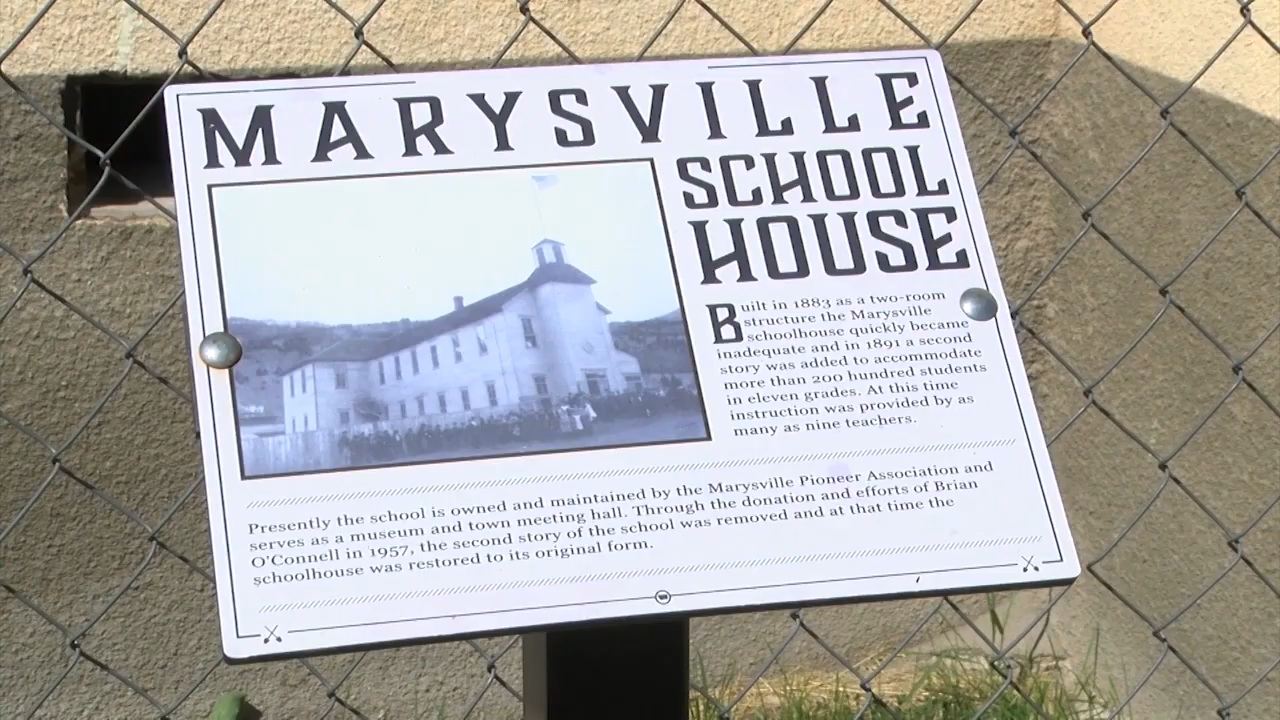 MARYSVILLE
SCHOOL
HOUSE
Built in 1883 as a two-room
structure the Marysville
schoolhouse quickly became
inadequate and in 1891 a second
story was added to accommodate
more than 200 hundred students
in eleven grades. At this time
instruction was provided by as
many as nine teachers.
Presently the school is owned and maintained by the Marysville Pioneer Association and
serves as a museum and town meeting hall. Through the donation and efforts of Brian
O'Connell in 1957, the second story of the school was removed and at that time the
schoolhouse was restored to its original form.